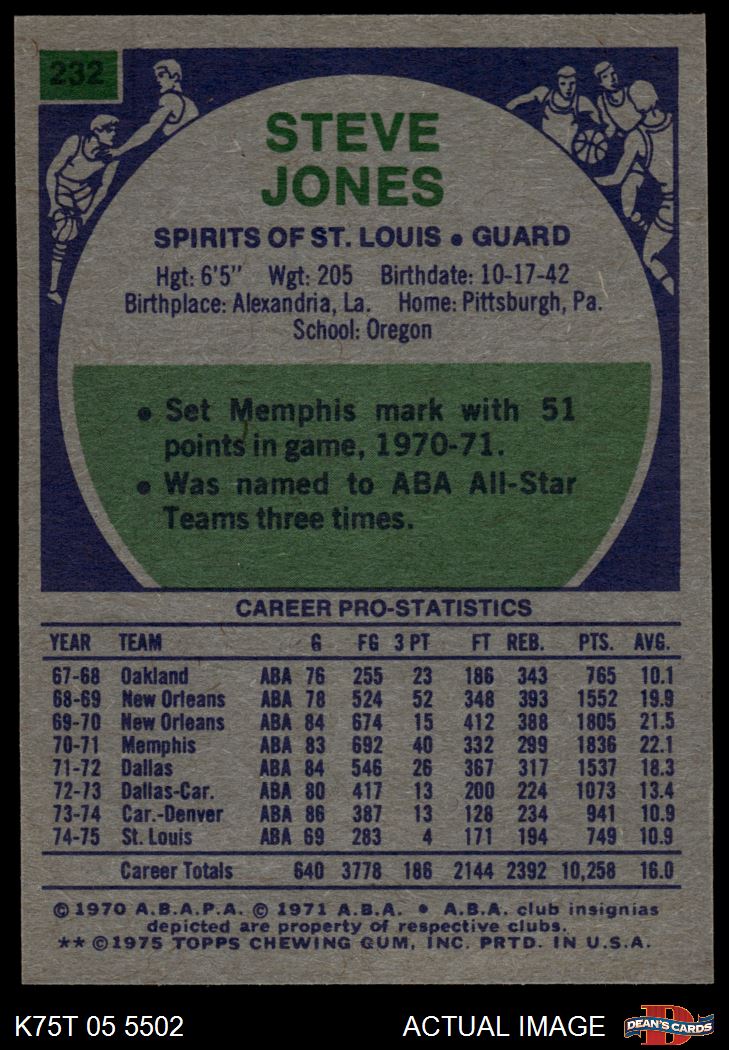 232
STEVE
JONES
SPIRITS OF ST. LOUIS • GUARD
Hgt: 6'5" Wgt: 205 Birthdate: 10-17-42
Birthplace: Alexandria, La. Home: Pittsburgh, Pa.
School: Oregon
• Set Memphis mark with 51
points in game, 1970-71.
• Was named to ABA All-Star
Teams three times.
CAREER PRO-STATISTICS
YEAR TEAM G FG 3 PT FT REB. PTS. AVG.
67-68 Oakland ABA 76 255 23 186 343 765 10.1
68-69 New Orleans ABA 78 524 52 348 393 1552 19.9
69-70 New Orleans ABA 84 674 15 412 388 1805 21.5
70-71 Memphis ABA 83 692 40 332 299 1836 22.1
71-72 Dallas ABA 84 546 26 367 317 1537 18.3
72-73 Dallas-Car. ABA 80 417 13 200 224 1073 13.4
73-74 Car.-Denver ABA 86 387 13 128 234 941 10.9
74-75 St. Louis ABA 69 283 4 171 194 749 10.9
Career Totals 640 3778 186 2144 2392 10,258 16.0
© 1970 A.B.A.P.A. © 1971 A.B.A. • A.B.A. club insignias
depicted are property of respective clubs.
** © 1975 TOPPS CHEWING GUM, INC. PRTD. IN U.S.A.
K75T 05 5502 ACTUAL IMAGE D DEAN'S CARDS